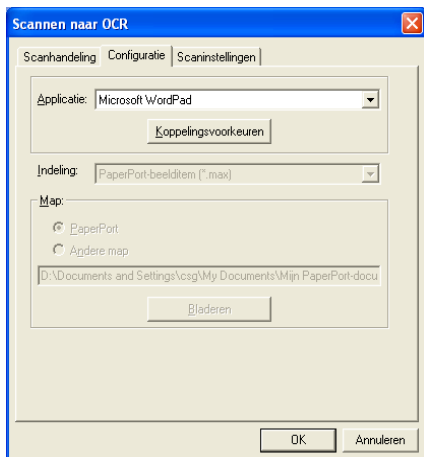 Scannen naar OCR
Scanhandeling Configuratie Scaninstellingen
Applicatie: Microsoft WordPad
Koppelingsvoorkeuren
Indeling: PaperPort-beelditem (*.max)
Map:
PaperPort
Andere map
D:\Documents and Settings\csg\My Documents\Mijn PaperPort-docu
Bladeren
OK Annuleren